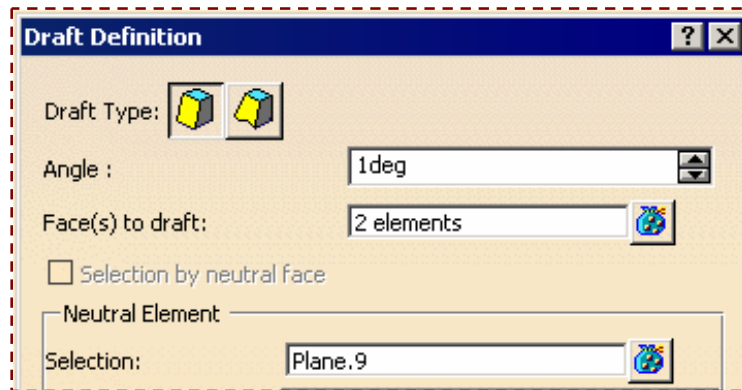 Draft Definition
Draft Type:
Angle : 1deg
Face(s) to draft: 2 elements
Selection by neutral face
Neutral Element
Selection: Plane.9